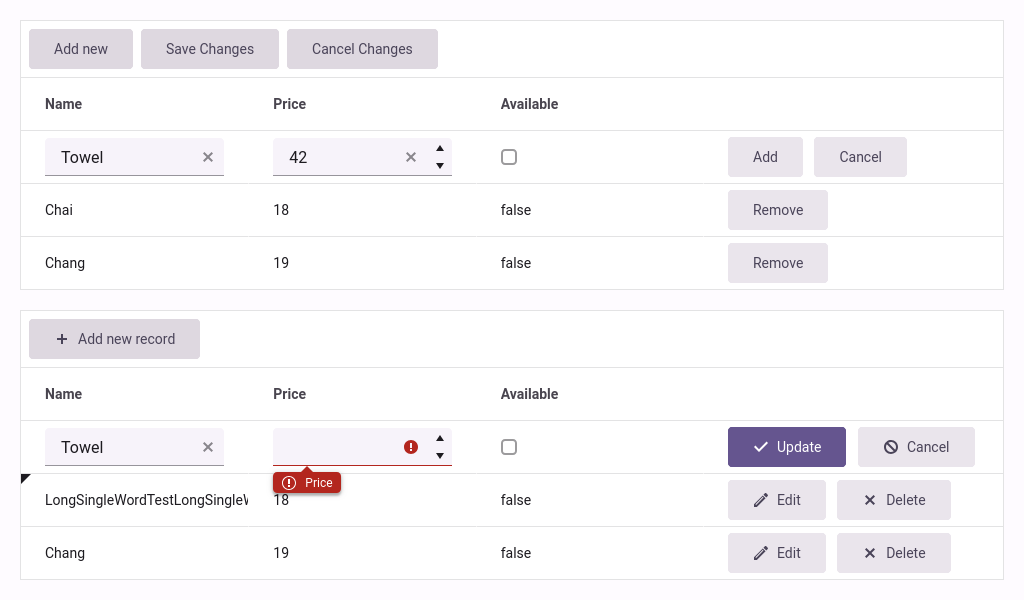 Add new Save Changes Cancel Changes
Name Price Available
Towel 42 Add Cancel
Chai 18 false Remove
Chang 19 false Remove
Add new record
Name Price Available
Towel Update Cancel
Price
LongSingleWordTestLongSingle 18 false Edit Delete
Chang 19 false Edit Delete